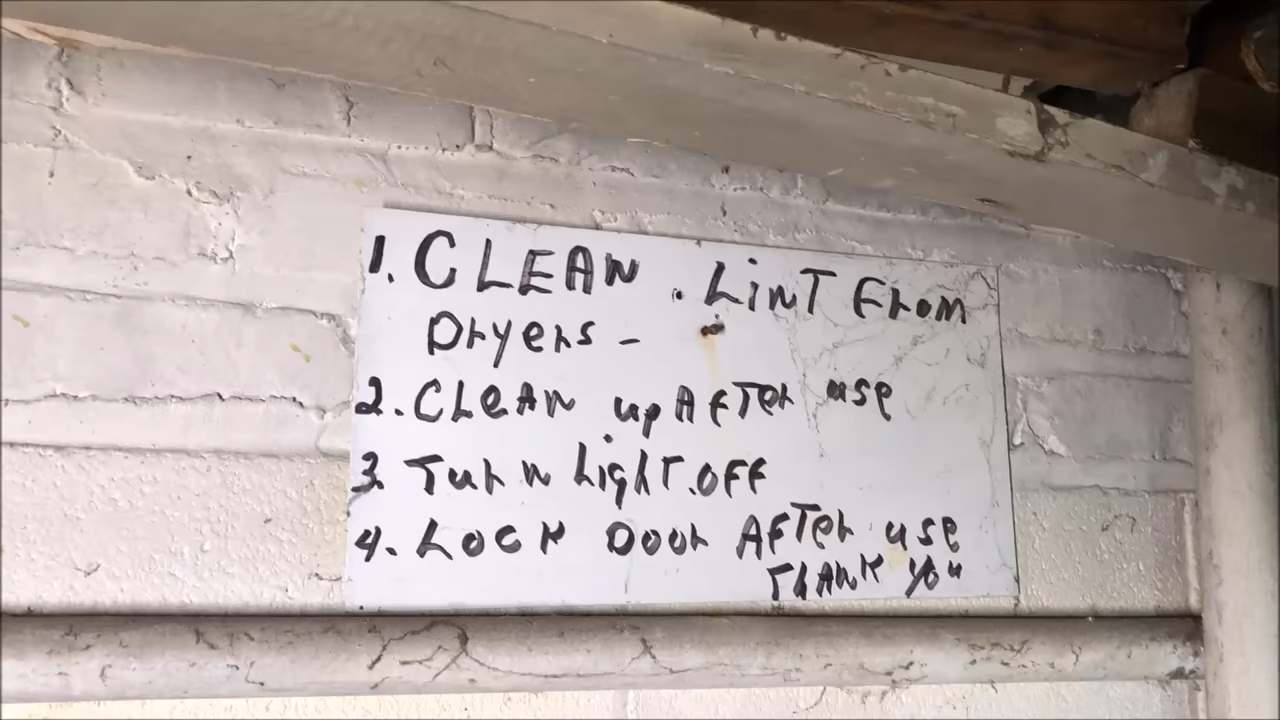 1. CLEAN . LinT From
Dryers -
2. CLeAN up AfTer use
3. Turn Light.off
4. Lock Door AfTer use
ThANK You